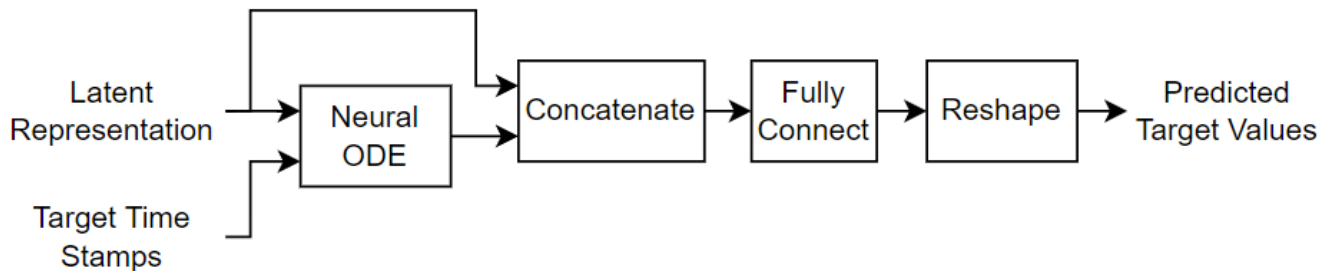 Latent
Representation
Target Time
Stamps
Neural
ODE
Concatenate
Fully
Connect
Reshape
Predicted
Target Values